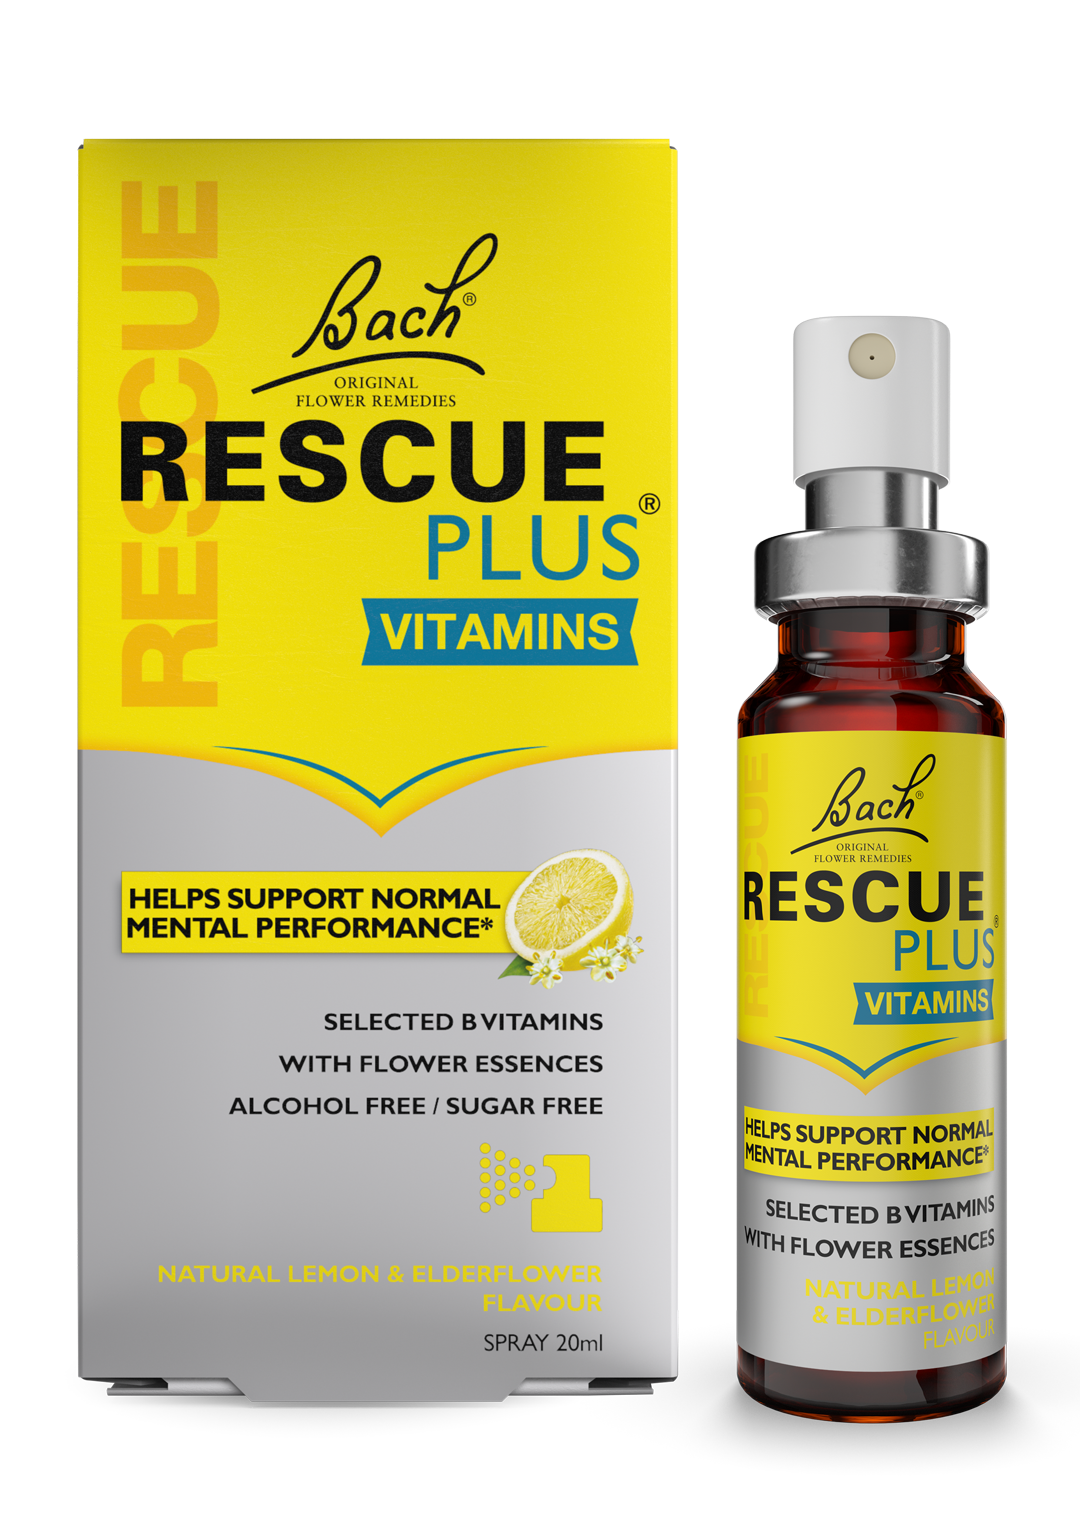 RESCUE
Bach®
ORIGINAL
FLOWER REMEDIES
RESCUE
PLUS®
VITAMINS
HELPS SUPPORT NORMAL
MENTAL PERFORMANCE*
SELECTED B VITAMINS
WITH FLOWER ESSENCES
ALCOHOL FREE / SUGAR FREE
NATURAL LEMON & ELDERFLOWER
FLAVOUR
SPRAY 20ml
RESCUE
Bach®
ORIGINAL
FLOWER REMEDIES
RESCUE
PLUS®
VITAMINS
HELPS SUPPORT NORMAL
MENTAL PERFORMANCE*
SELECTED B VITAMINS
WITH FLOWER ESSENCES
NATURAL LEMON
& ELDERFLOWER
FLAVOUR